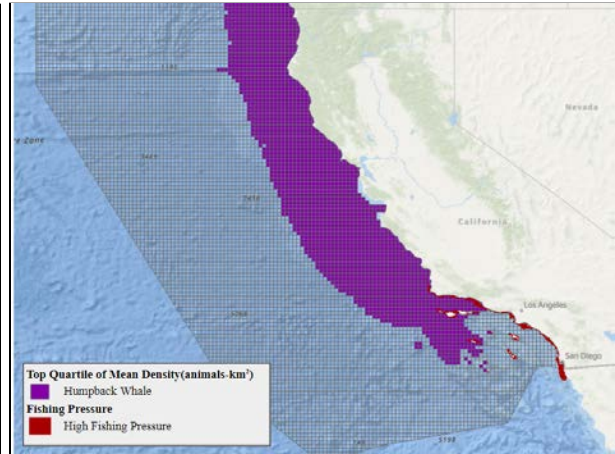 Nevada
California
Los Angeles
San Diego
Top Quartile of Mean Density(animals-km²)
Humpback Whale
Fishing Pressure
High Fishing Pressure